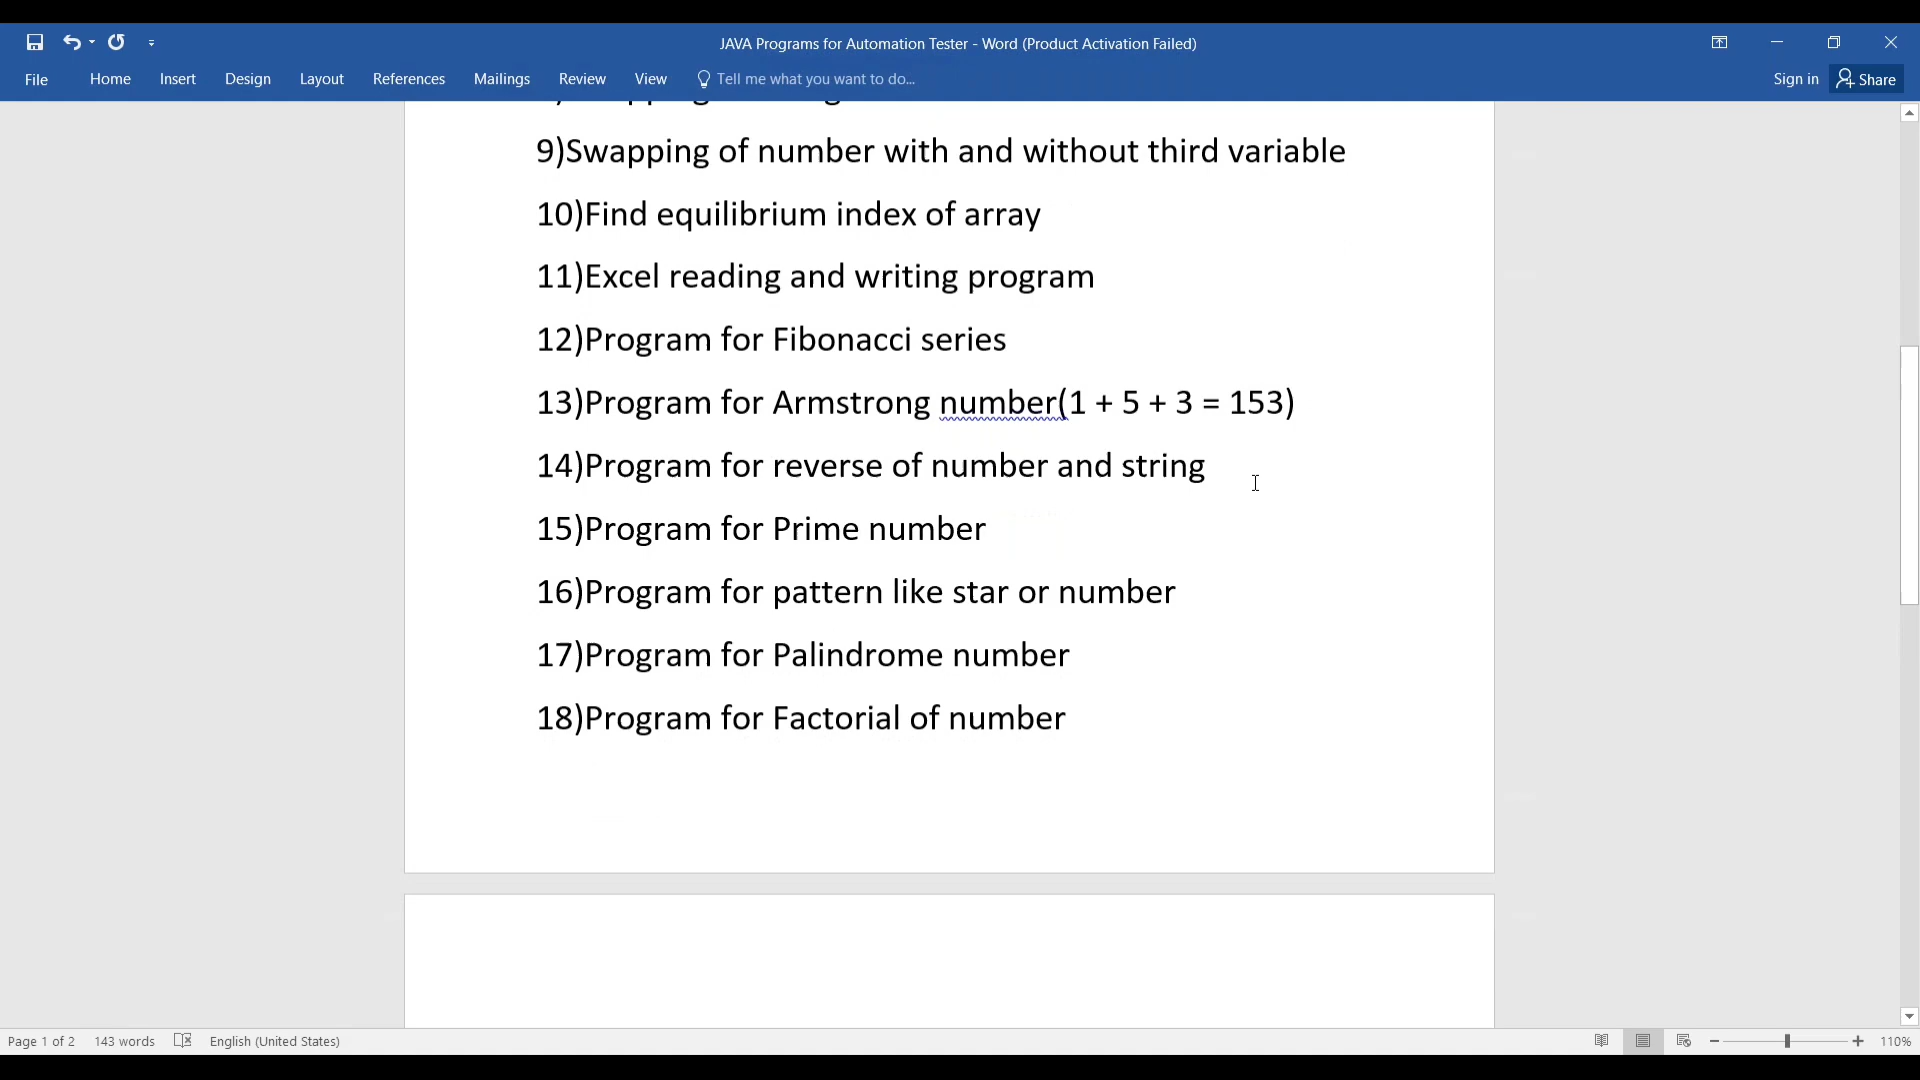 JAVA Programs for Automation Tester - Word (Product Activation Failed)
File Home Insert Design Layout References Mailings Review View Tell me what you want to do... Sign in Share
9)Swapping of number with and without third variable
10)Find equilibrium index of array
11)Excel reading and writing program
12)Program for Fibonacci series
13)Program for Armstrong number(1 + 5 + 3 = 153)
14)Program for reverse of number and string
15)Program for Prime number
16)Program for pattern like star or number
17)Program for Palindrome number
18)Program for Factorial of number
Page 1 of 2 143 words English (United States) 110%